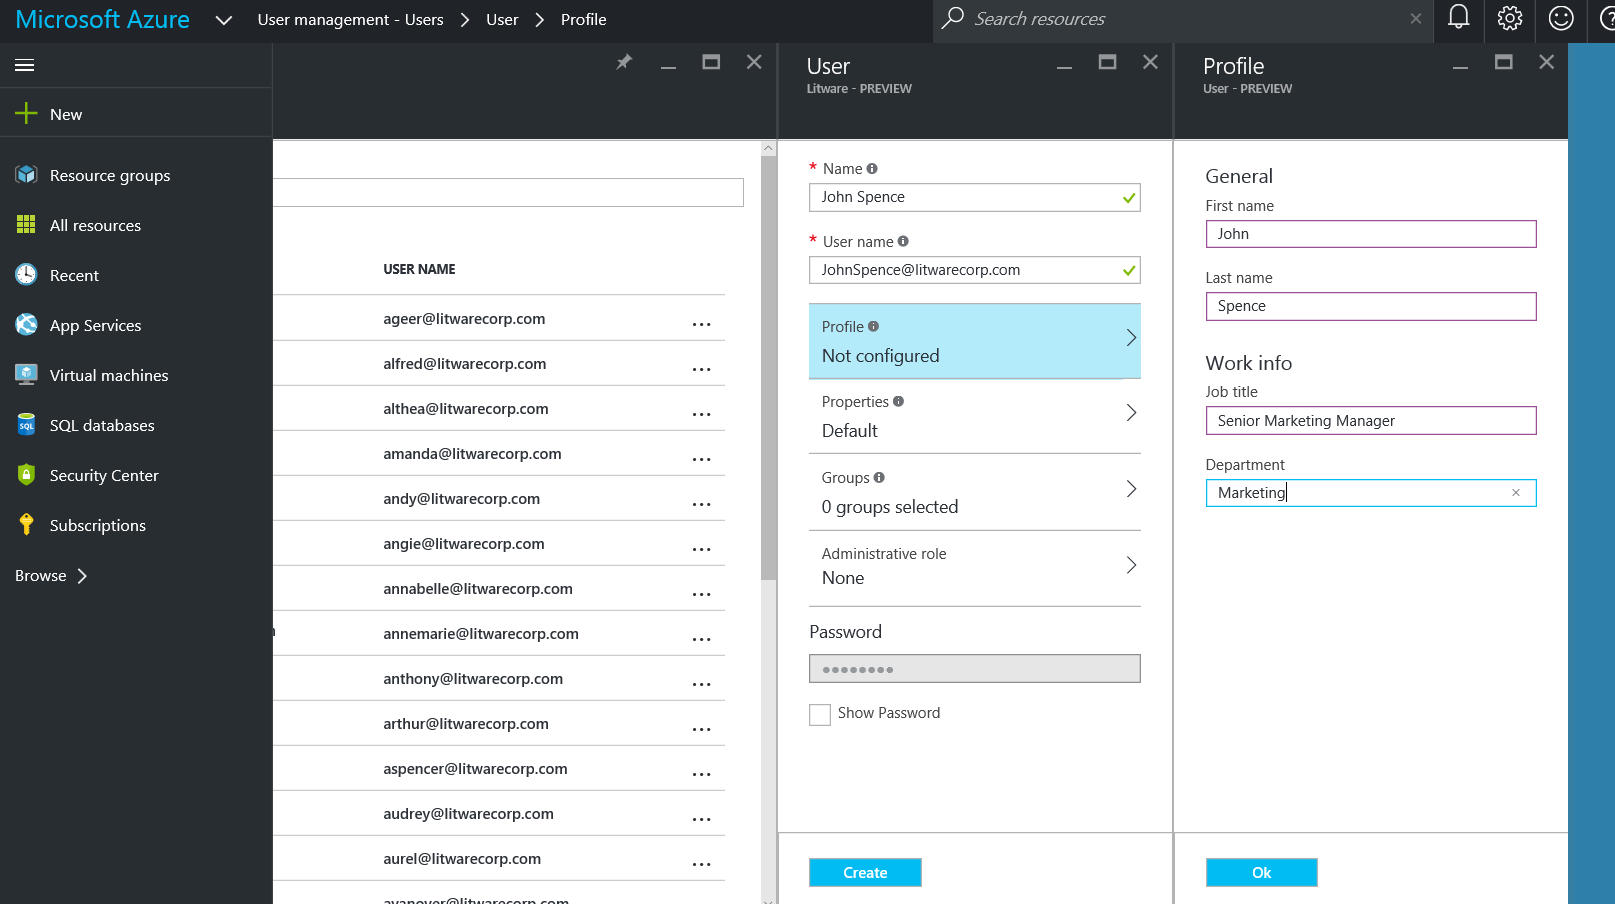 Microsoft Azure
User management - Users
User
Profile
Search resources
New
Resource groups
All resources
Recent
App Services
Virtual machines
SQL databases
Security Center
Subscriptions
Browse
USER NAME
ageer@litwarecorp.com
alfred@litwarecorp.com
althea@litwarecorp.com
amanda@litwarecorp.com
andy@litwarecorp.com
angie@litwarecorp.com
annabelle@litwarecorp.com
annemarie@litwarecorp.com
anthony@litwarecorp.com
arthur@litwarecorp.com
aspencer@litwarecorp.com
audrey@litwarecorp.com
aurel@litwarecorp.com
User
Litware - PREVIEW
* Name
John Spence
* User name
JohnSpence@litwarecorp.com
Profile
Not configured
Properties
Default
Groups
0 groups selected
Administrative role
None
Password
Show Password
Create
Profile
User - PREVIEW
General
First name
John
Last name
Spence
Work info
Job title
Senior Marketing Manager
Department
Marketing
Ok